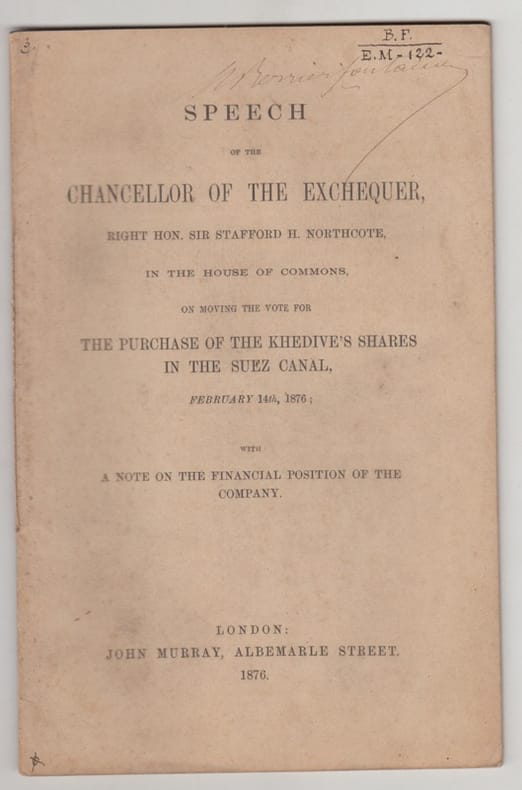 B.F.
E.M-122-
SPEECH
OF THE
CHANCELLOR OF THE EXCHEQUER,
RIGHT HON. SIR STAFFORD H. NORTHCOTE,
IN THE HOUSE OF COMMONS,
ON MOVING THE VOTE FOR
THE PURCHASE OF THE KHEDIVE'S SHARES
IN THE SUEZ CANAL,
FEBRUARY 14th, 1876;
WITH
A NOTE ON THE FINANCIAL POSITION OF THE
COMPANY.
LONDON:
JOHN MURRAY, ALBEMARLE STREET.
1876.